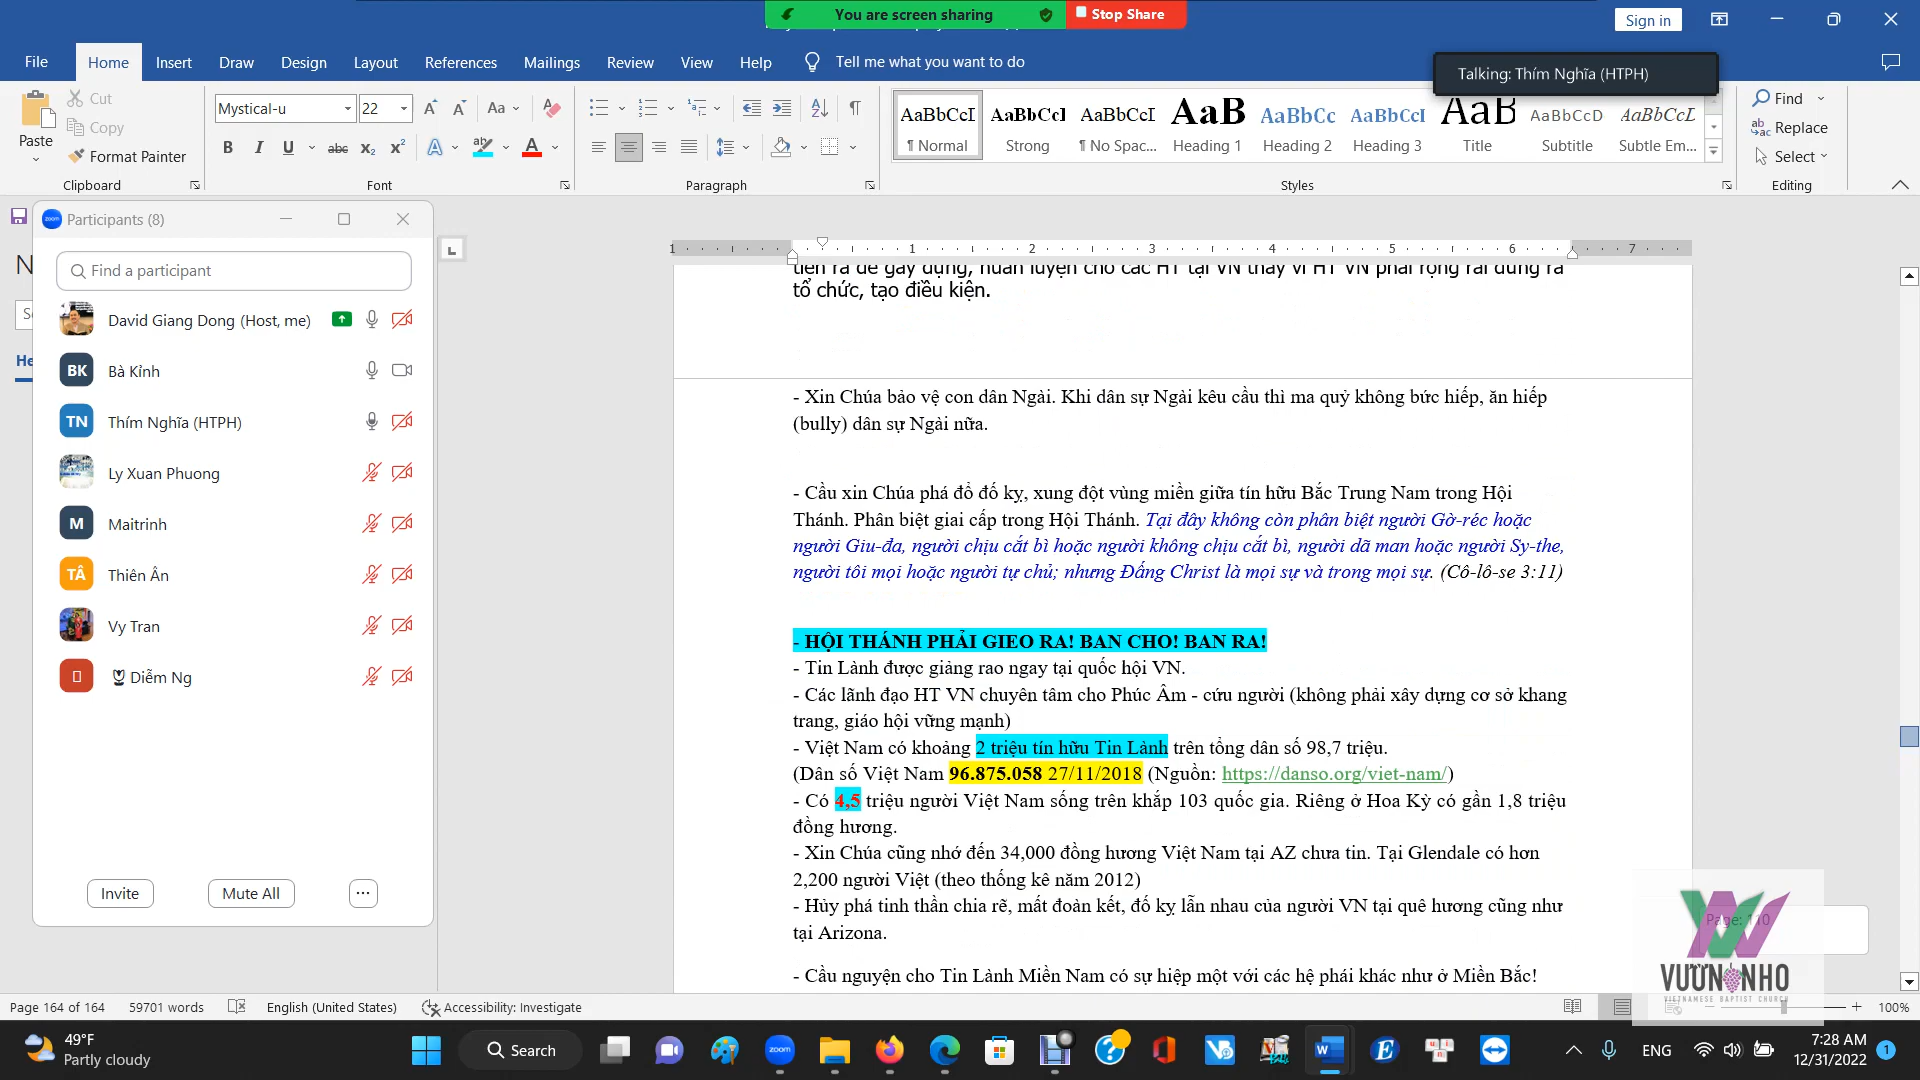 You are screen sharing
Stop Share
Sign in
File Home Insert Draw Design Layout References Mailings Review View Help Tell me what you want to do
Talking: Thím Nghĩa (HTPH)
Paste
Cut
Copy
Format Painter
Clipboard
Mystical-u 22
Font
Paragraph
AaBbCcI AaBbCcI AaBbCcI AaB AaBbCc AaBbCcI AaB AaBbCcD AaBbCcL
¶ Normal Strong ¶ No Spac... Heading 1 Heading 2 Heading 3 Title Subtitle Subtle Em...
Styles
Find
Replace
Select
Editing
Participants (8)
Find a participant
David Giang Dong (Host, me)
BK Bà Kỉnh
TN Thím Nghĩa (HTPH)
Ly Xuan Phuong
M Maitrinh
TÂ Thiên Ân
Vy Tran
Diễm Ng
Invite Mute All ...
1 1 2 3 4 5 6 7
tổ chức, tạo điều kiện.
- Xin Chúa bảo vệ con dân Ngài. Khi dân sự Ngài kêu cầu thì ma quỷ không bức hiếp, ăn hiếp
(bully) dân sự Ngài nữa.
- Cầu xin Chúa phá đổ đố kỵ, xung đột vùng miền giữa tín hữu Bắc Trung Nam trong Hội
Thánh. Phân biệt giai cấp trong Hội Thánh. Tại đây không còn phân biệt người Gờ-réc hoặc
người Giu-đa, người chịu cắt bì hoặc người không chịu cắt bì, người dã man hoặc người Sy-the,
người tôi mọi hoặc người tự chủ; nhưng Đấng Christ là mọi sự và trong mọi sự. (Cô-lô-se 3:11)
- HỘI THÁNH PHẢI GIEO RA! BAN CHO! BAN RA!
- Tin Lành được giảng rao ngay tại quốc hội VN.
- Các lãnh đạo HT VN chuyên tâm cho Phúc Âm - cứu người (không phải xây dựng cơ sở khang
trang, giáo hội vững mạnh)
- Việt Nam có khoảng 2 triệu tín hữu Tin Lành trên tổng dân số 98,7 triệu.
(Dân số Việt Nam 96.875.058 27/11/2018 (Nguồn: https://danso.org/viet-nam/)
- Có 4,5 triệu người Việt Nam sống trên khắp 103 quốc gia. Riêng ở Hoa Kỳ có gần 1,8 triệu
đồng hương.
- Xin Chúa cũng nhớ đến 34,000 đồng hương Việt Nam tại AZ chưa tin. Tại Glendale có hơn
2,200 người Việt (theo thống kê năm 2012)
- Hủy phá tinh thần chia rẽ, mất đoàn kết, đố kỵ lẫn nhau của người VN tại quê hương cũng như
tại Arizona.
- Cầu nguyện cho Tin Lành Miền Nam có sự hiệp một với các hệ phái khác như ở Miền Bắc!
Page: 110
VƯỜN NHO
VIETNAMESE BAPTIST CHURCH
Page 164 of 164 59701 words English (United States) Accessibility: Investigate 100%
49°F
Partly cloudy
Search
ENG
7:28 AM
12/31/2022